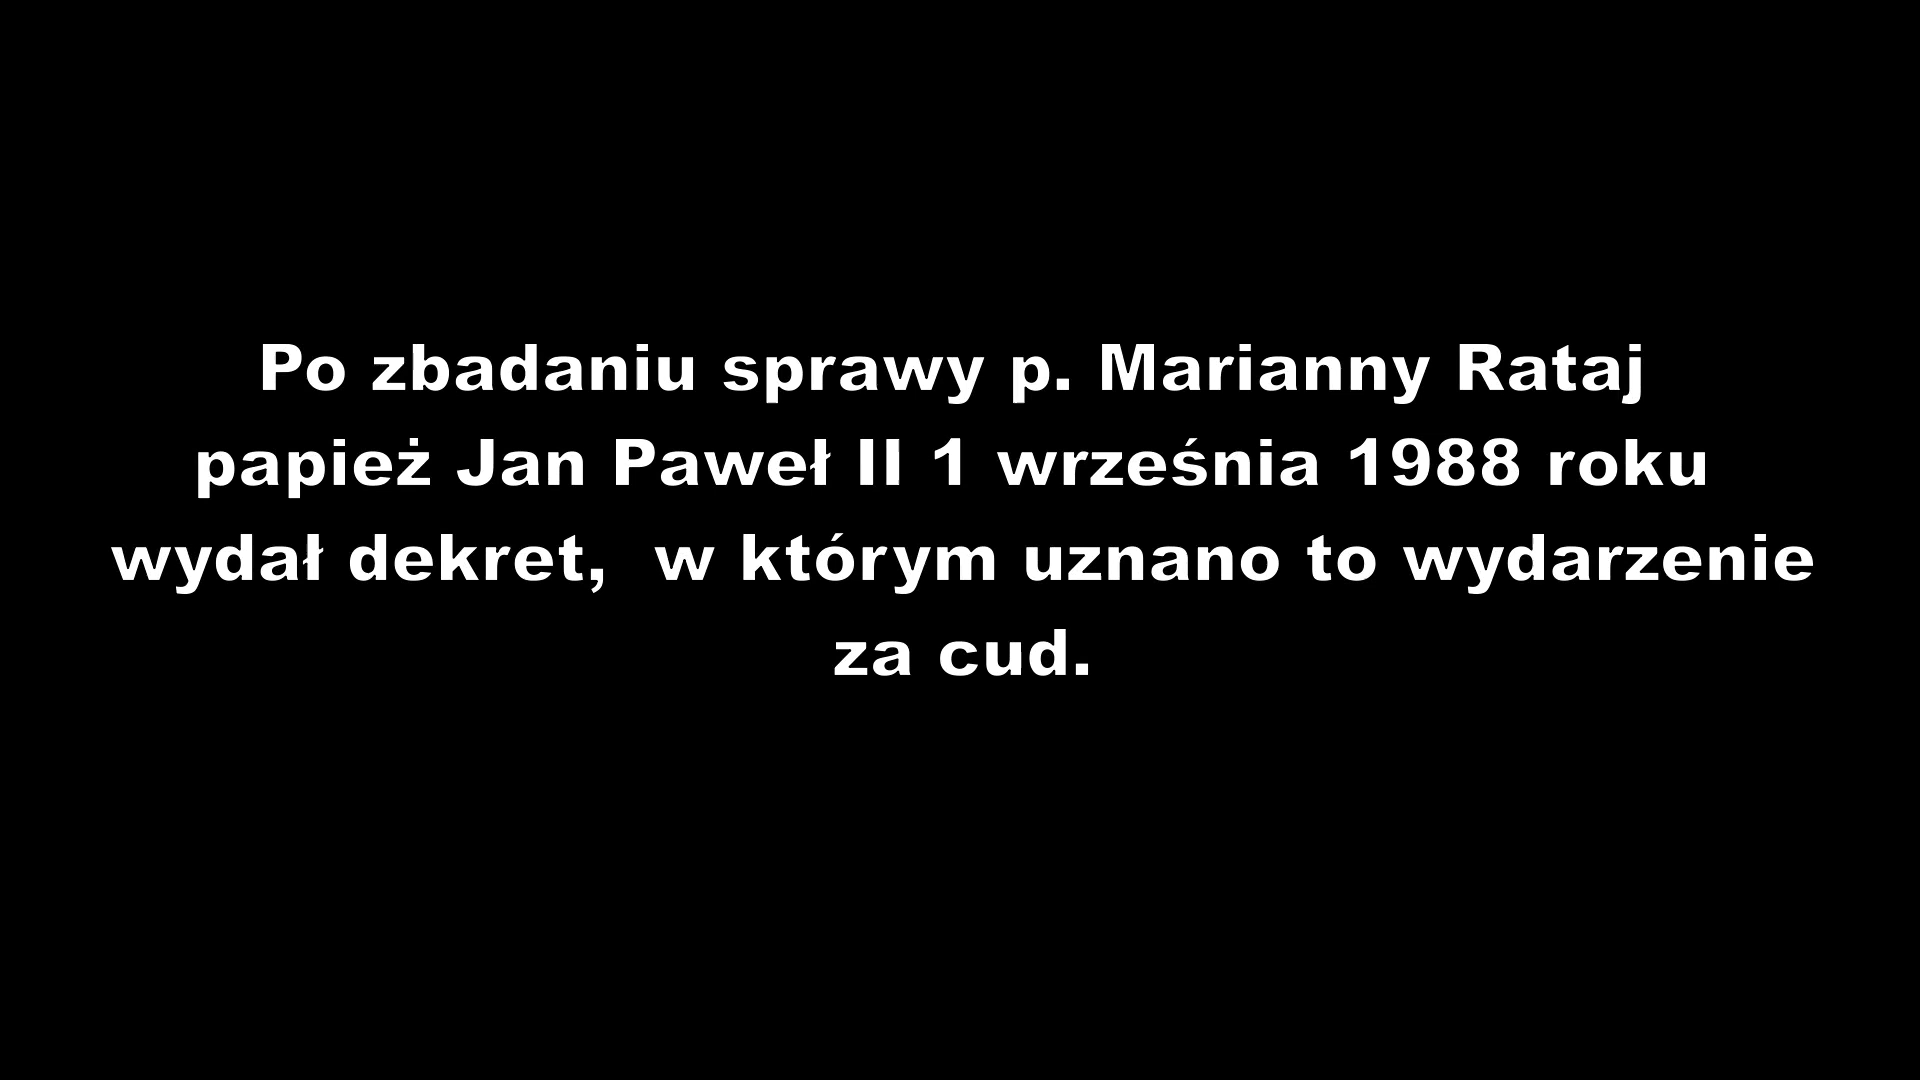 Po zbadaniu sprawy p. Marianny Rataj
papież Jan Paweł II 1 września 1988 roku
wydał dekret,  w którym uznano to wydarzenie
za cud.